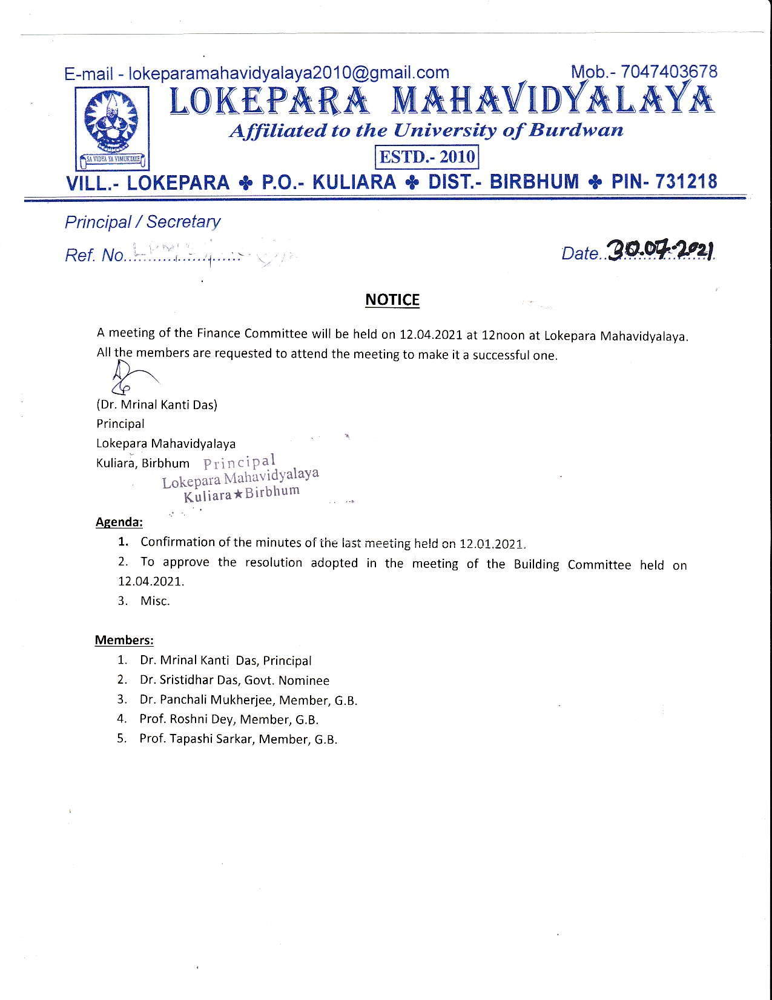 E-mail - lokeparamahavidyalaya2010@gmail.com Mob.- 7047403678
LOKEPARA MAHAVIDYALAYA
Affiliated to the University of Burdwan
SA VIDYA YA VIMUKTAYE
ESTD.- 2010
VILL.- LOKEPARA ✤ P.O.- KULIARA ✤ DIST.- BIRBHUM ✤ PIN- 731218
Principal / Secretary
Ref. No.
Date. 30.07.2021
NOTICE
A meeting of the Finance Committee will be held on 12.04.2021 at 12noon at Lokepara Mahavidyalaya.
All the members are requested to attend the meeting to make it a successful one.
(Dr. Mrinal Kanti Das)
Principal
Lokepara Mahavidyalaya
Kuliara, Birbhum
Principal
Lokepara Mahavidyalaya
Kuliara★Birbhum
Agenda:
1. Confirmation of the minutes of the last meeting held on 12.01.2021.
2. To approve the resolution adopted in the meeting of the Building Committee held on
12.04.2021.
3. Misc.
Members:
1. Dr. Mrinal Kanti Das, Principal
2. Dr. Sristidhar Das, Govt. Nominee
3. Dr. Panchali Mukherjee, Member, G.B.
4. Prof. Roshni Dey, Member, G.B.
5. Prof. Tapashi Sarkar, Member, G.B.